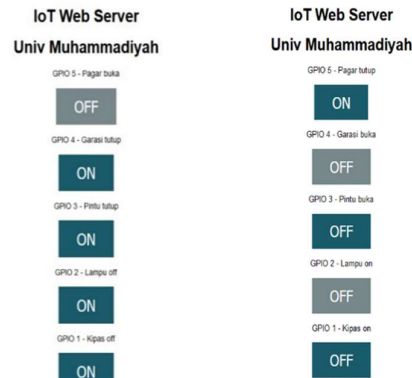 IoT Web Server
Univ Muhammadiyah
GPIO 5 - Pagar buka
OFF
GPIO 4 - Garasi tutup
ON
GPIO 3 - Pintu tutup
ON
GPIO 2 - Lampu off
ON
GPIO 1 - Kipas off
ON
IoT Web Server
Univ Muhammadiyah
GPIO 5 - Pagar tutup
ON
GPIO 4 - Garasi buka
OFF
GPIO 3 - Pintu buka
OFF
GPIO 2 - Lampu on
OFF
GPIO 1 - Kipas on
OFF